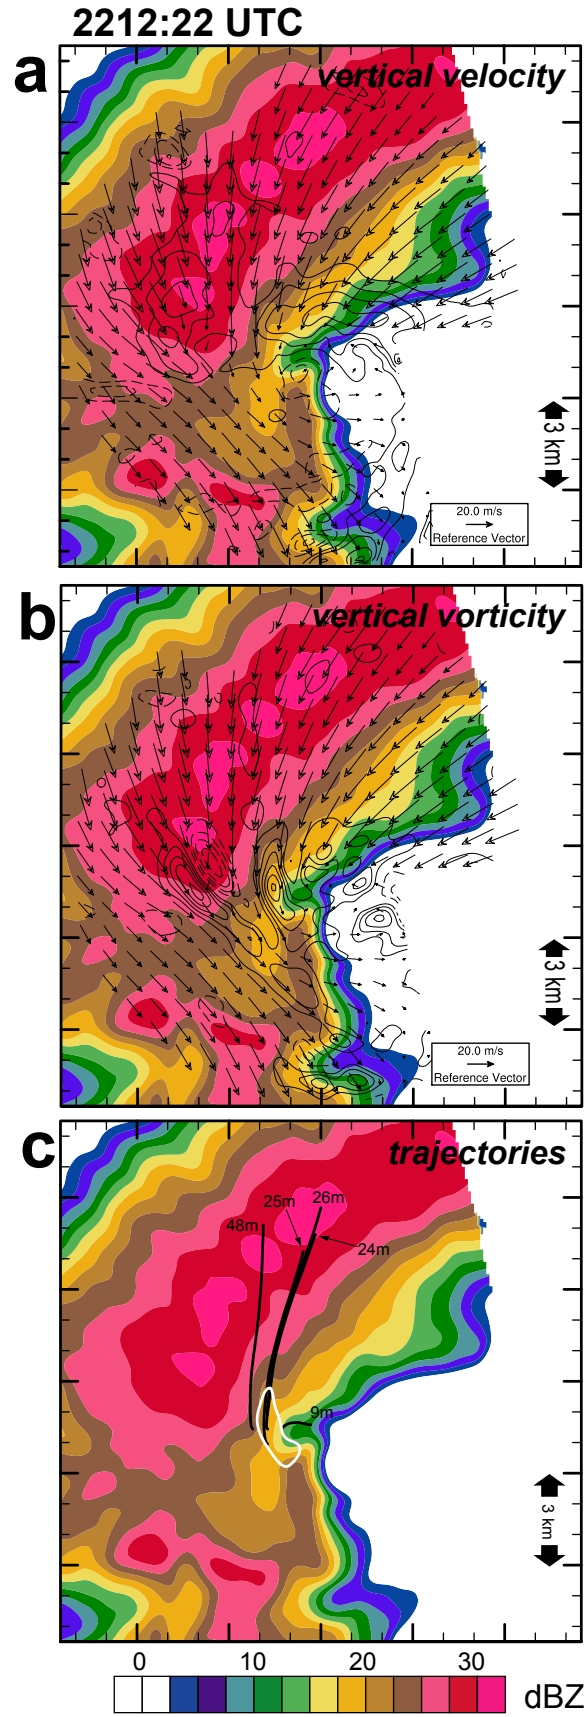 2212:22 UTC
a
vertical velocity
3 km
20.0 m/s
Reference Vector
b
vertical vorticity
3 km
20.0 m/s
Reference Vector
c
trajectories
25m
26m
48m
24m
9m
3 km
0 10 20 30
dBZ